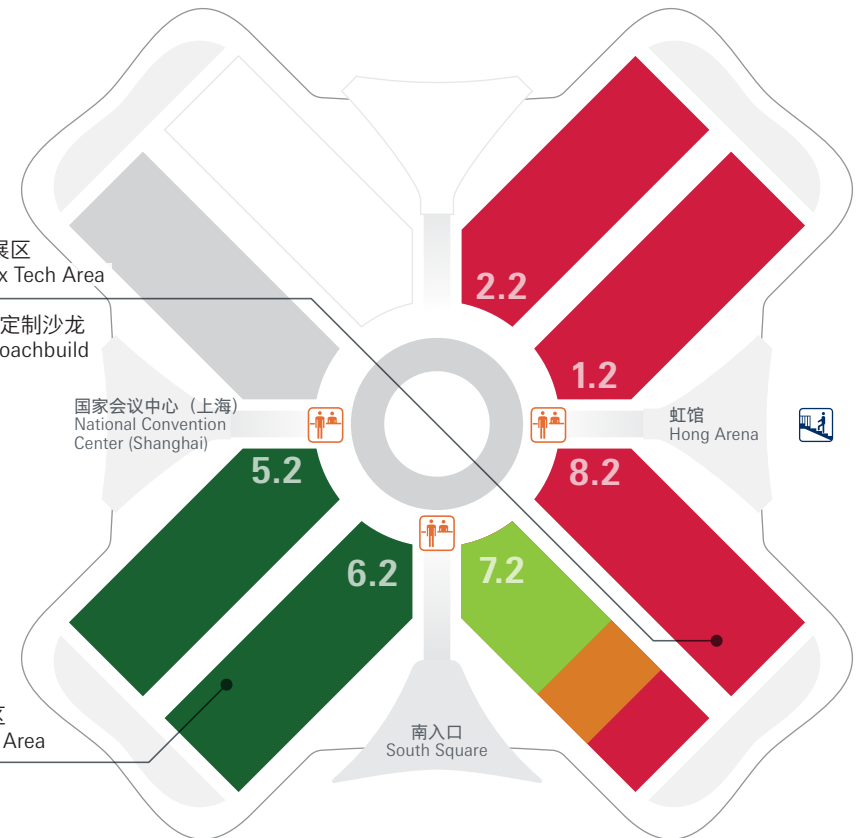 展区
x Tech Area
定制沙龙
oachbuild
2.2
1.2
国家会议中心（上海）
National Convention
Center (Shanghai)
虹馆
Hong Arena
5.2
8.2
6.2
7.2
区
Area
南入口
South Square